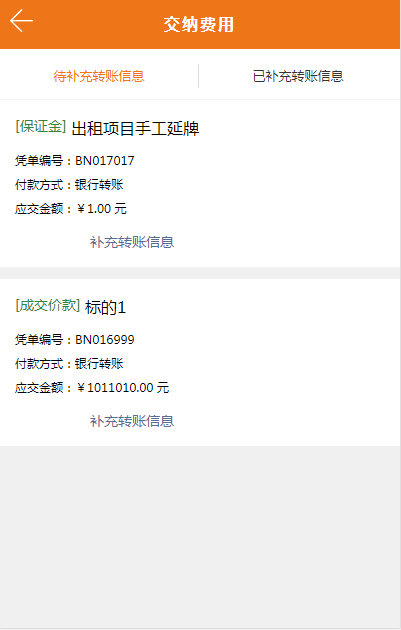 交纳费用
待补充转账信息 已补充转账信息
[保证金] 出租项目手工延牌
凭单编号：BN017017
付款方式：银行转账
应交金额：￥1.00 元
补充转账信息
[成交价款] 标的1
凭单编号：BN016999
付款方式：银行转账
应交金额：￥1011010.00 元
补充转账信息